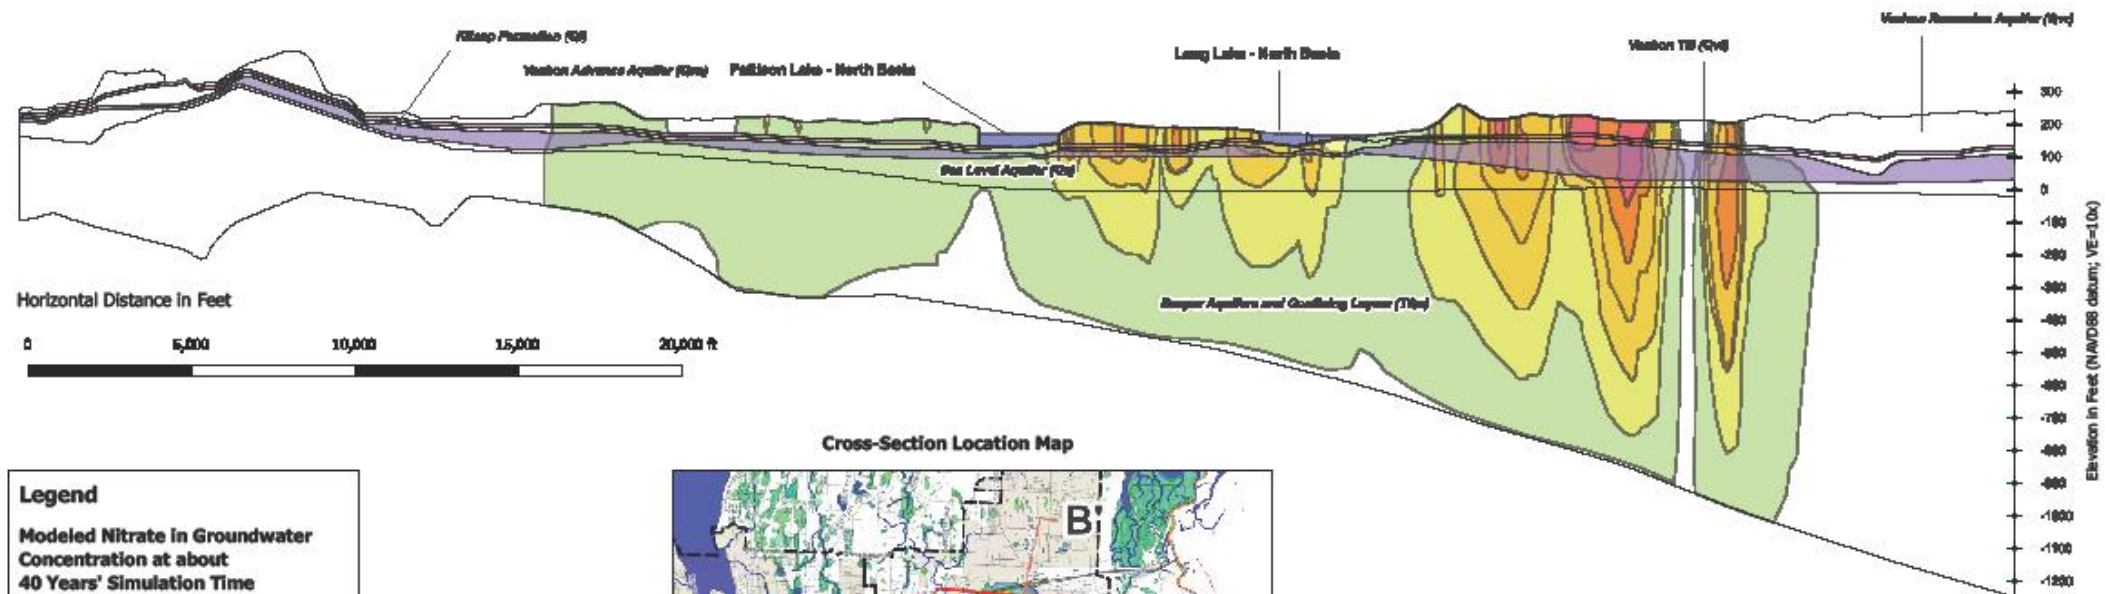 Vashon Recessional Aquifer (Qvr)
Kitsap Formation (Qf)
Vashon Till (Qvt)
Long Lake - North Basin
Vashon Advance Aquifer (Qva)
Pattison Lake - North Basin
300
200
100
0
-100
-200
-300
-400
-500
-600
-700
-800
-900
-1000
-1100
-1200
Elevation in Feet (NAVD88 datum; VE=10x)
Sea Level Aquifer (Qc)
Deeper Aquifers and Confining Layers (TQu)
Horizontal Distance in Feet
0
5,000
10,000
15,000
20,000 ft
Cross-Section Location Map
B'
Legend
Modeled Nitrate in Groundwater
Concentration at about
40 Years' Simulation Time